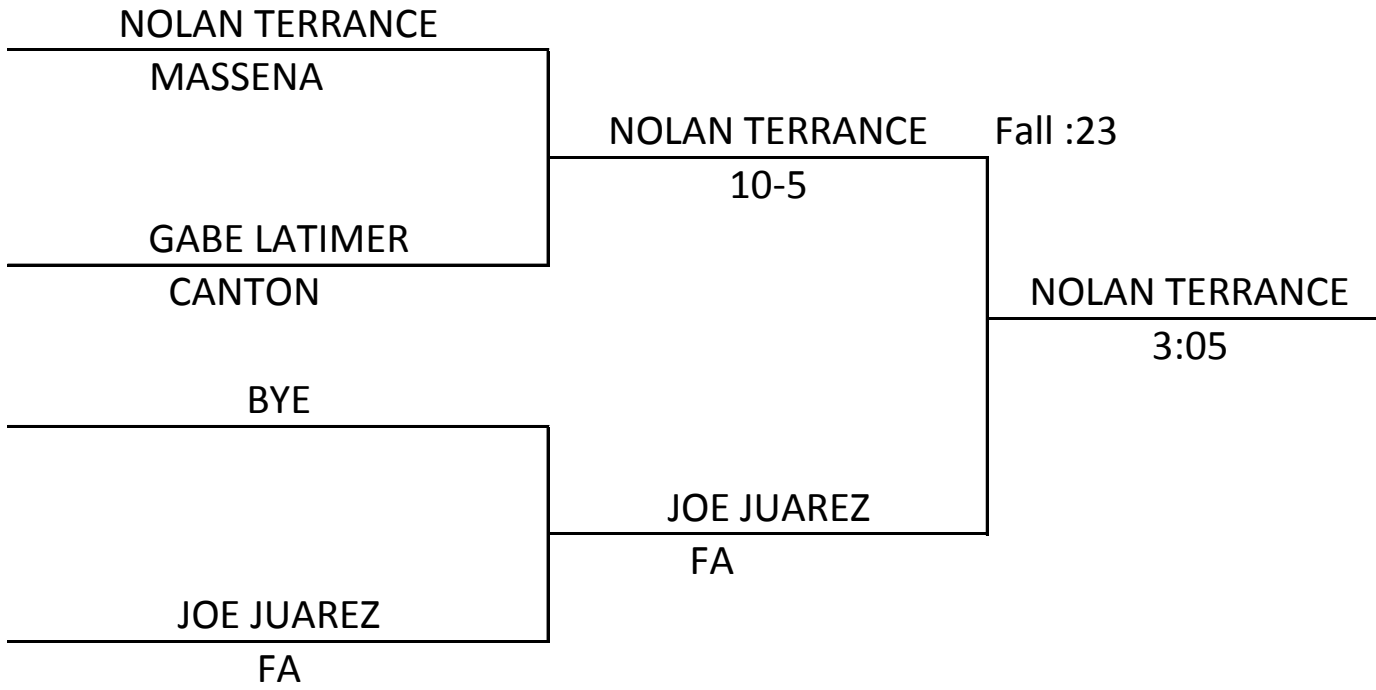 NOLAN TERRANCE
MASSENA
NOLAN TERRANCE Fall :23
10-5
GABE LATIMER
CANTON
NOLAN TERRANCE
3:05
BYE
JOE JUAREZ
FA
JOE JUAREZ
FA